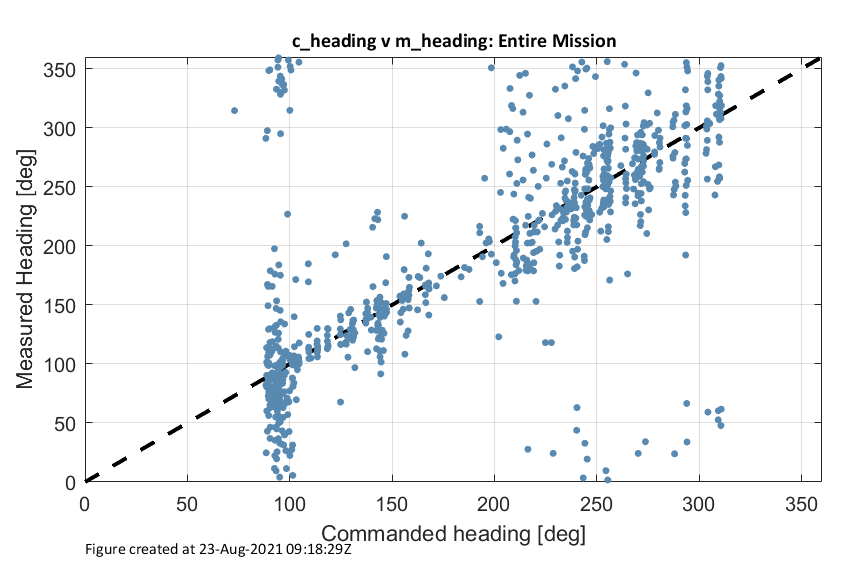 c_heading v m_heading: Entire Mission
350
300
250
200
150
100
50
0
Measured Heading [deg]
0 50 100 150 200 250 300 350
Commanded heading [deg]
Figure created at 23-Aug-2021 09:18:29Z